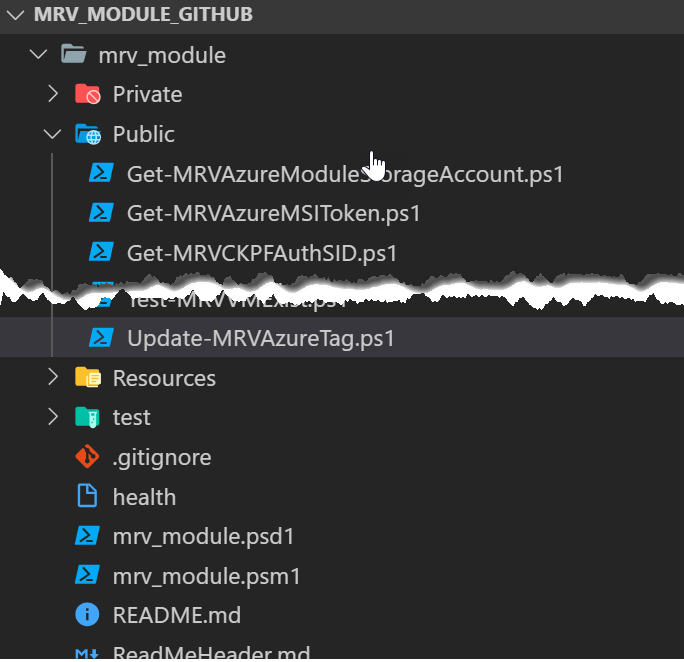 MRV_MODULE_GITHUB
mrv_module
Private
Public
Get-MRVAzureModuleStorageAccount.ps1
Get-MRVAzureMSIToken.ps1
Get-MRVCKPFAuthSID.ps1
Test-MRVVMExist.ps1
Update-MRVAzureTag.ps1
Resources
test
.gitignore
health
mrv_module.psd1
mrv_module.psm1
README.md
ReadMeHeader.md